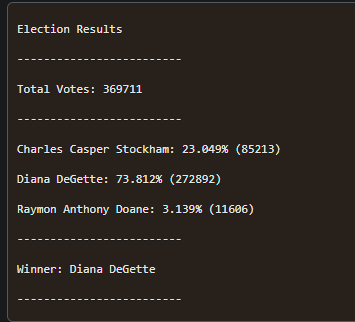 Election Results
-------------------------
Total Votes: 369711
-------------------------
Charles Casper Stockham: 23.049% (85213)
Diana DeGette: 73.812% (272892)
Raymon Anthony Doane: 3.139% (11606)
-------------------------
Winner: Diana DeGette
-------------------------